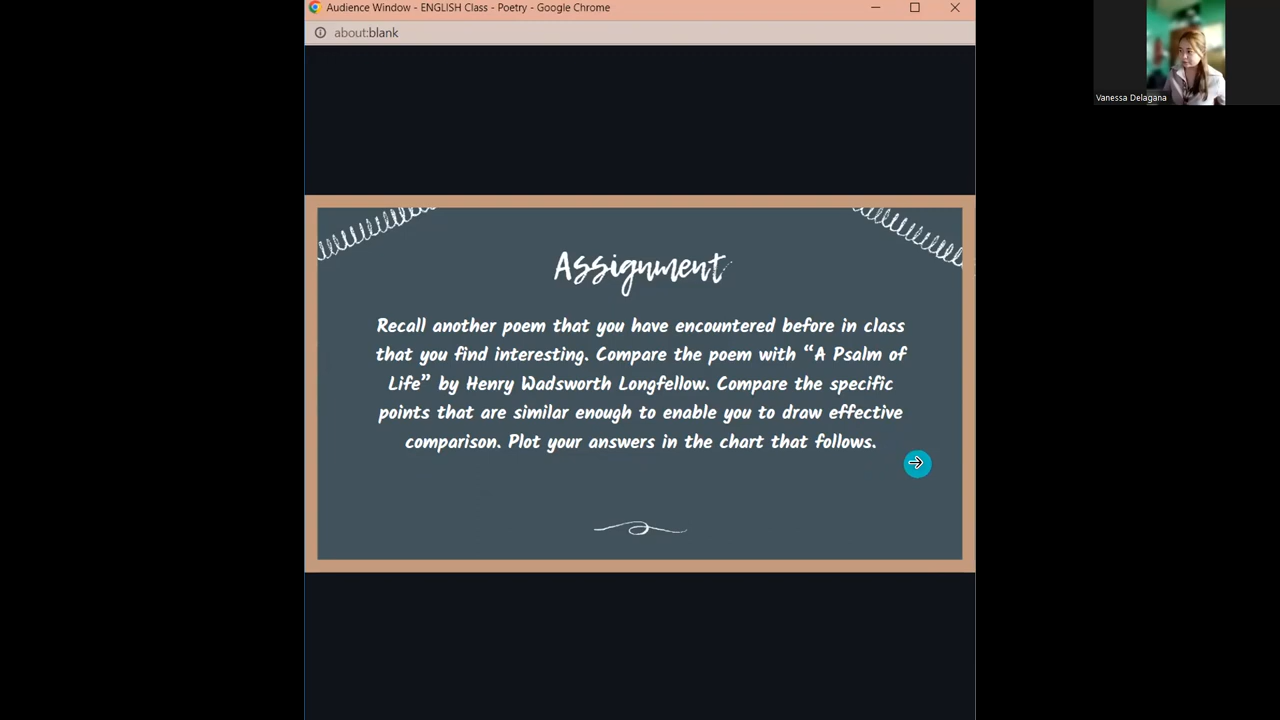 Audience Window - ENGLISH Class - Poetry - Google Chrome
about:blank
Vanessa Delagana
Assignment
Recall another poem that you have encountered before in class
that you find interesting. Compare the poem with “A Psalm of
Life” by Henry Wadsworth Longfellow. Compare the specific
points that are similar enough to enable you to draw effective
comparison. Plot your answers in the chart that follows.